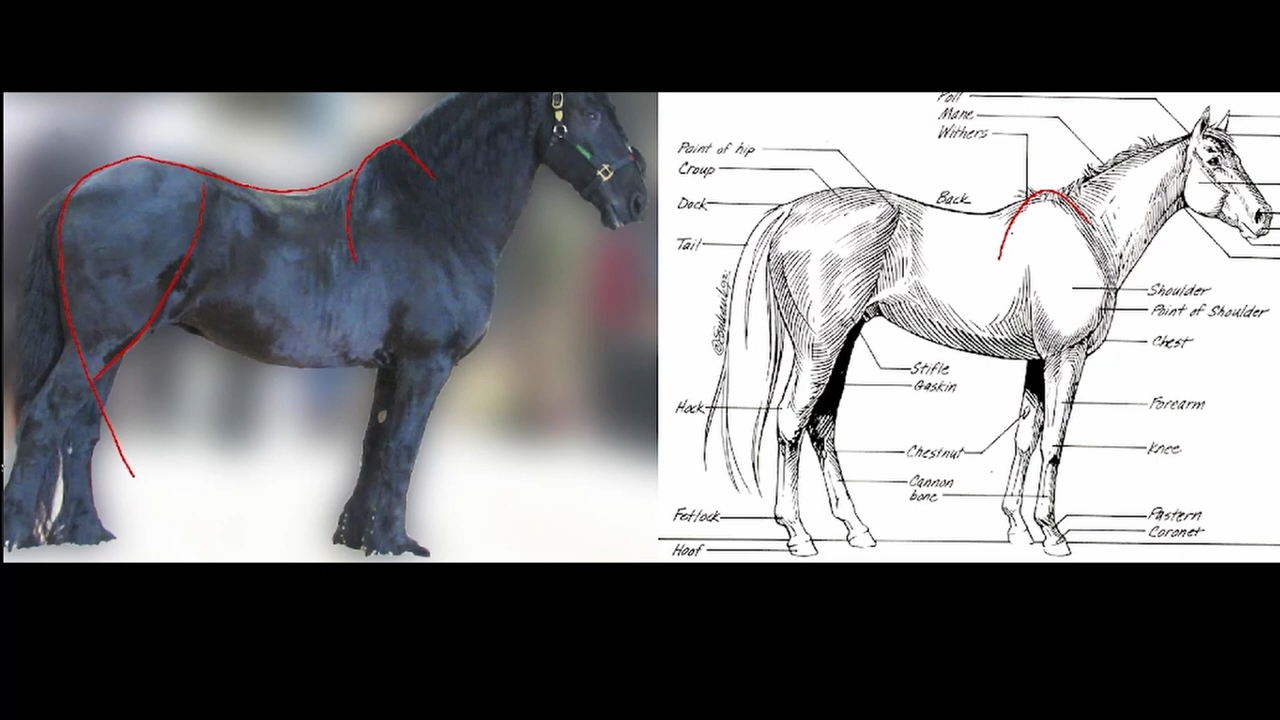 Poll
Mane
Withers
Point of hip
Croup
Back
Dock
Tail
Shoulder
Point of Shoulder
Chest
Stifle
Gaskin
Hock
Forearm
Chestnut
Knee
Cannon
bone
Fetlock
Pastern
Coronet
Hoof